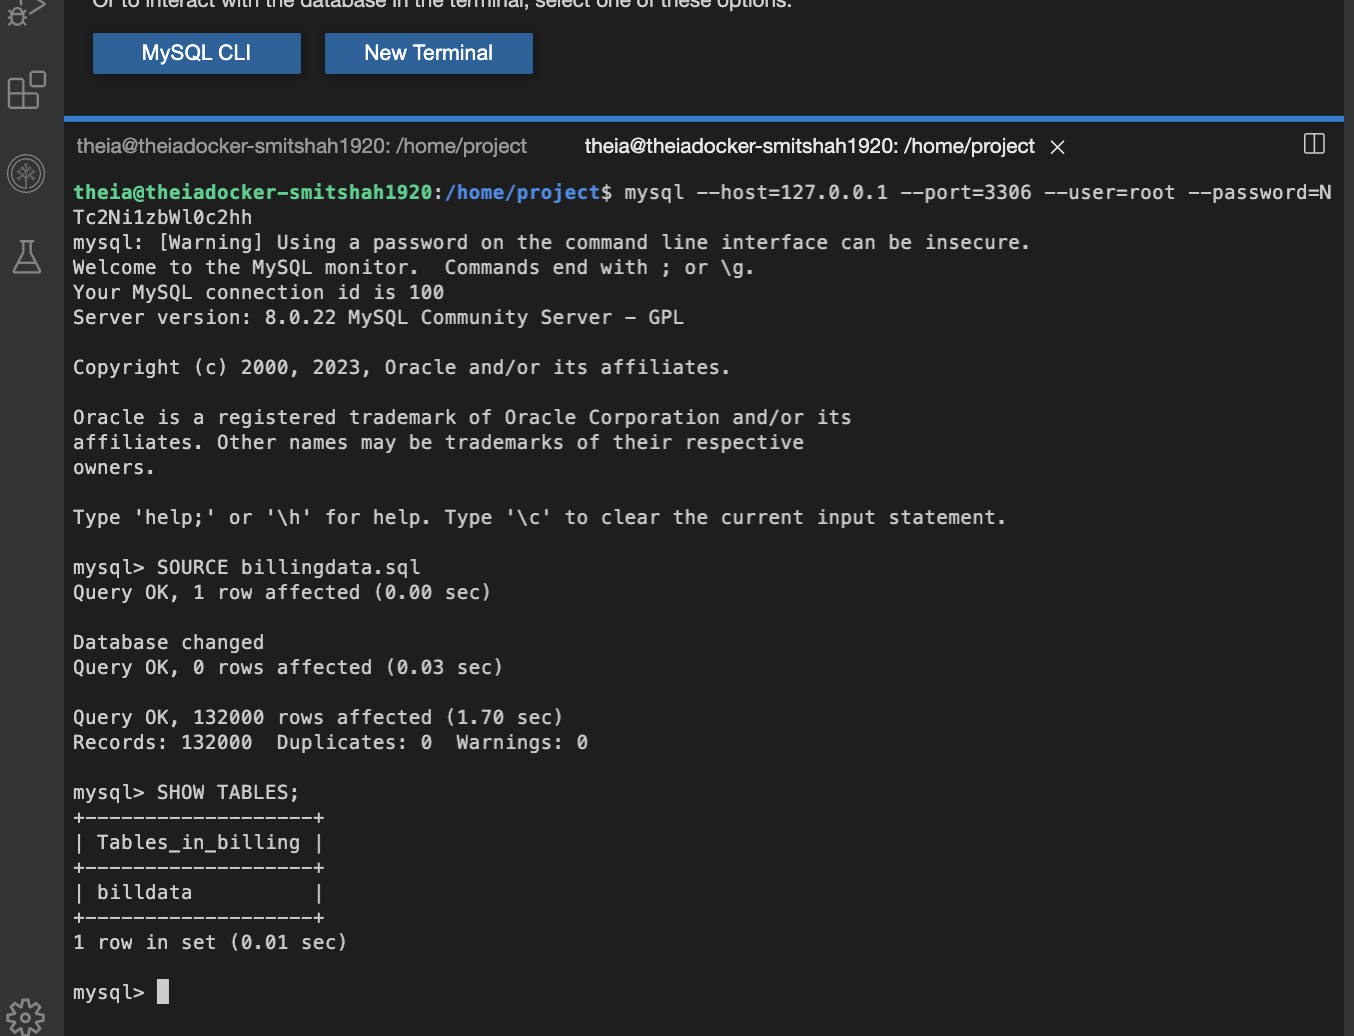 Or to interact with the database in the terminal, select one of these options:
MySQL CLI
New Terminal
theia@theiadocker-smitshah1920: /home/project
theia@theiadocker-smitshah1920: /home/project
theia@theiadocker-smitshah1920:/home/project$ mysql --host=127.0.0.1 --port=3306 --user=root --password=N
Tc2Ni1zbWl0c2hh
mysql: [Warning] Using a password on the command line interface can be insecure.
Welcome to the MySQL monitor.  Commands end with ; or \g.
Your MySQL connection id is 100
Server version: 8.0.22 MySQL Community Server - GPL
Copyright (c) 2000, 2023, Oracle and/or its affiliates.
Oracle is a registered trademark of Oracle Corporation and/or its
affiliates. Other names may be trademarks of their respective
owners.
Type 'help;' or '\h' for help. Type '\c' to clear the current input statement.
mysql> SOURCE billingdata.sql
Query OK, 1 row affected (0.00 sec)
Database changed
Query OK, 0 rows affected (0.03 sec)
Query OK, 132000 rows affected (1.70 sec)
Records: 132000  Duplicates: 0  Warnings: 0
mysql> SHOW TABLES;
+-------------------+
| Tables_in_billing |
+-------------------+
| billdata          |
+-------------------+
1 row in set (0.01 sec)
mysql>